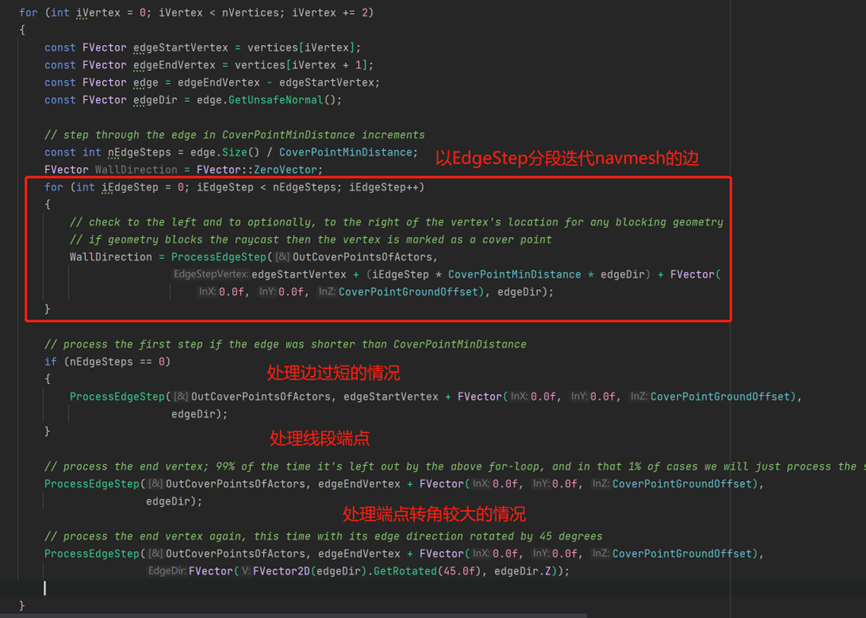 for (int iVertex = 0; iVertex < nVertices; iVertex += 2)
{
const FVector edgeStartVertex = vertices[iVertex];
const FVector edgeEndVertex = vertices[iVertex + 1];
const FVector edge = edgeEndVertex - edgeStartVertex;
const FVector edgeDir = edge.GetUnsafeNormal();
// step through the edge in CoverPointMinDistance increments
const int nEdgeSteps = edge.Size() / CoverPointMinDistance;
以EdgeStep分段迭代navmesh的边
FVector WallDirection = FVector::ZeroVector;
for (int iEdgeStep = 0; iEdgeStep < nEdgeSteps; iEdgeStep++)
{
// check to the left and to optionally, to the right of the vertex's location for any blocking geometry
// if geometry blocks the raycast then the vertex is marked as a cover point
WallDirection = ProcessEdgeStep([&]OutCoverPointsOfActors,
EdgeStepVertex:edgeStartVertex + (iEdgeStep * CoverPointMinDistance * edgeDir) + FVector(
InX:0.0f, InY:0.0f, InZ:CoverPointGroundOffset), edgeDir);
}
// process the first step if the edge was shorter than CoverPointMinDistance
if (nEdgeSteps == 0)
处理边过短的情况
{
ProcessEdgeStep([&]OutCoverPointsOfActors, edgeStartVertex + FVector(InX:0.0f, InY:0.0f, InZ:CoverPointGroundOffset),
edgeDir);
}
处理线段端点
// process the end vertex; 99% of the time it's left out by the above for-loop, and in that 1% of cases we will just process the
ProcessEdgeStep([&]OutCoverPointsOfActors, edgeEndVertex + FVector(InX:0.0f, InY:0.0f, InZ:CoverPointGroundOffset),
edgeDir);
处理端点转角较大的情况
// process the end vertex again, this time with its edge direction rotated by 45 degrees
ProcessEdgeStep([&]OutCoverPointsOfActors, edgeEndVertex + FVector(InX:0.0f, InY:0.0f, InZ:CoverPointGroundOffset),
EdgeDir:FVector(V:FVector2D(edgeDir).GetRotated(45.0f), edgeDir.Z));
}